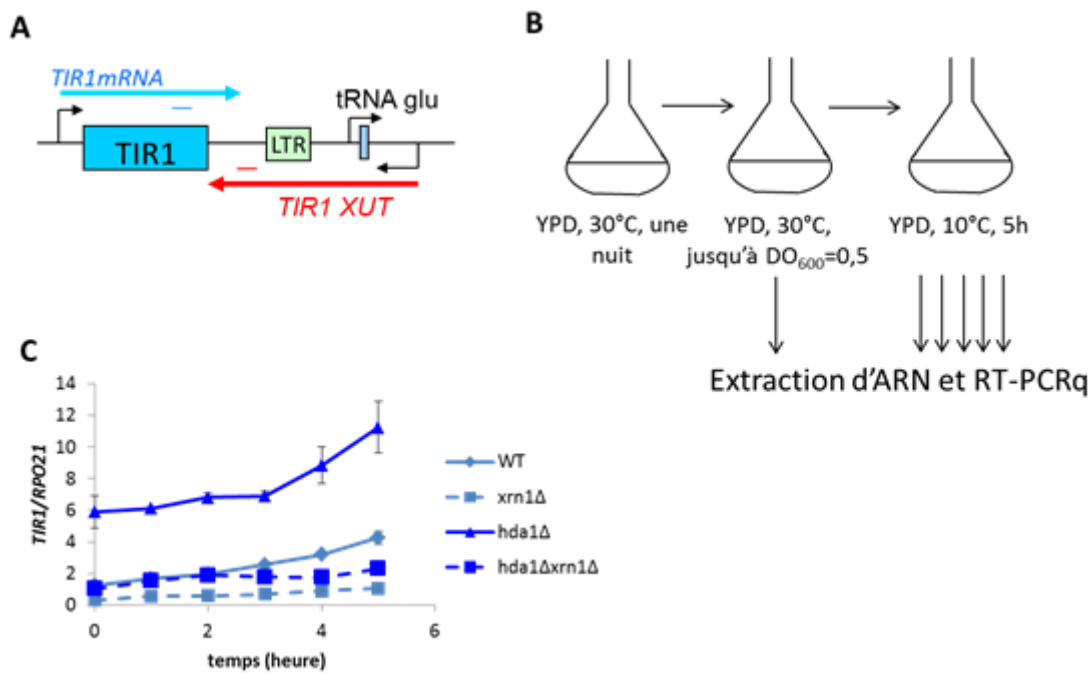 A
TIR1mRNA
tRNA glu
LTR
TIR1
TIR1 XUT
B
YPD, 30°C, une
nuit
YPD, 30°C,
jusqu'à DO600=0,5
YPD, 10°C, 5h
Extraction d'ARN et RT-PCRq
C
TIR1/RPO21
14
12
10
8
6
4
2
0
0
2
4
6
temps (heure)
WT
xrn1Δ
hda1Δ
hda1Δxrn1Δ